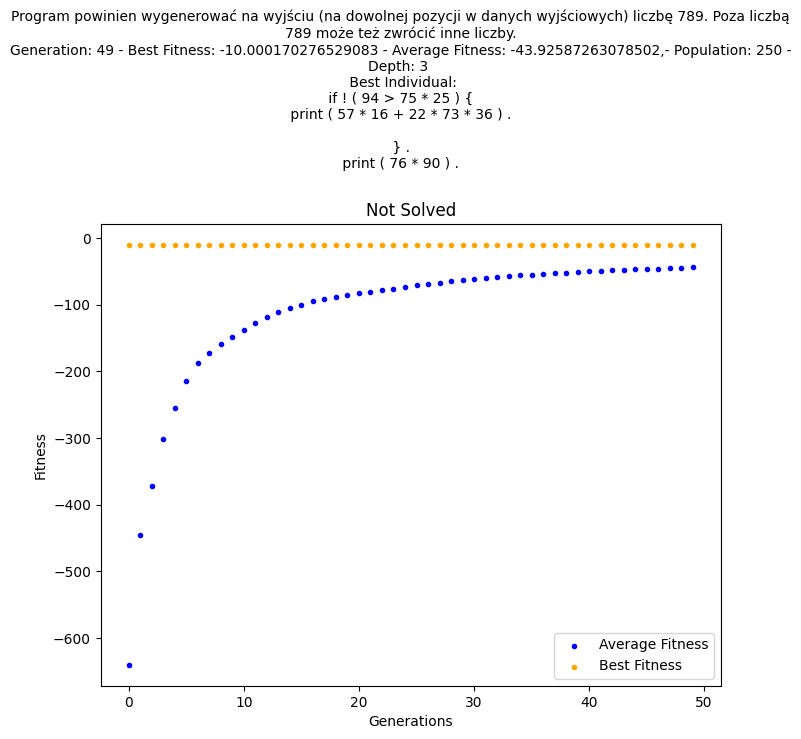 Program powinien wygenerować na wyjściu (na dowolnej pozycji w danych wyjściowych) liczbę 789. Poza liczbą
789 może też zwrócić inne liczby.
Generation: 49 - Best Fitness: -10.000170276529083 - Average Fitness: -43.92587263078502,- Population: 250 -
Depth: 3
Best Individual:
if ! ( 94 > 75 * 25 ) {
print ( 57 * 16 + 22 * 73 * 36 ) .
} .
print ( 76 * 90 ) .
Not Solved
0
−100
−200
−300
−400
−500
−600
Fitness
Average Fitness
Best Fitness
0 10 20 30 40 50
Generations